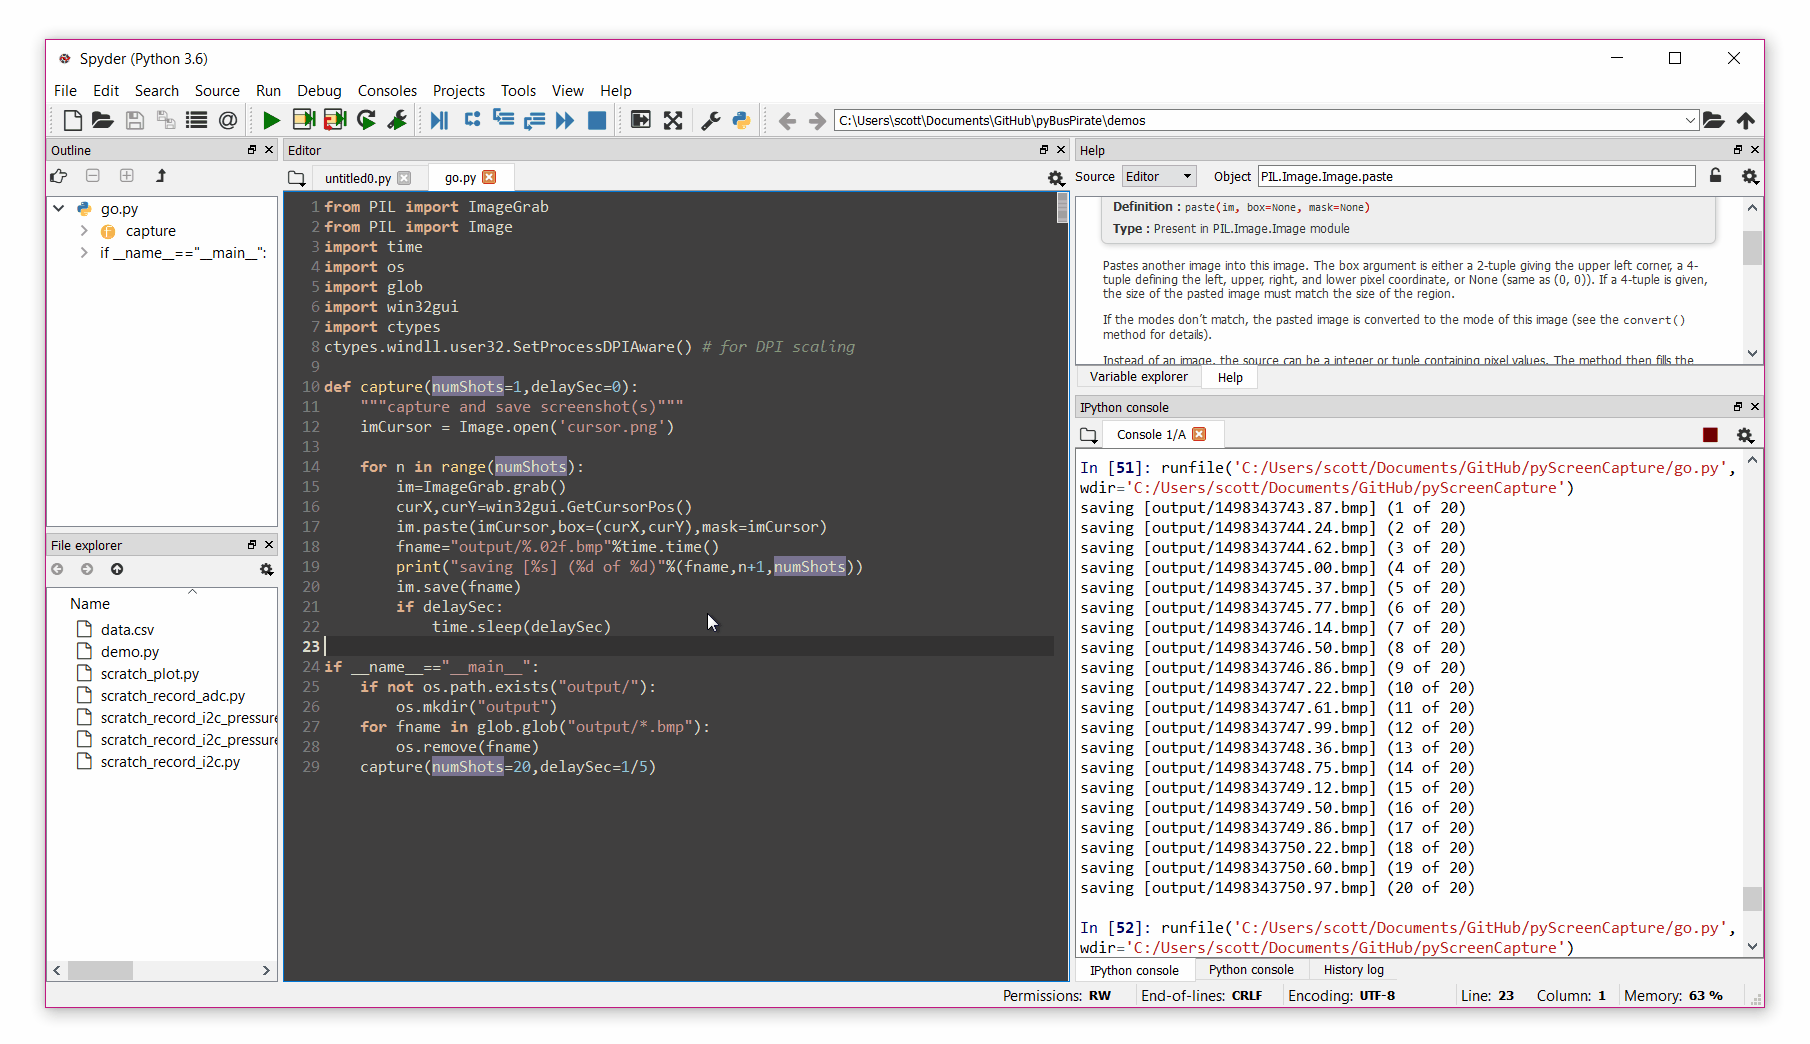 Spyder (Python 3.6)
File Edit Search Source Run Debug Consoles Projects Tools View Help
C:\Users\scott\Documents\GitHub\pyBusPirate\demos
Outline
go.py
capture
if __name__=="__main__":
File explorer
Name
data.csv
demo.py
scratch_plot.py
scratch_record_adc.py
scratch_record_i2c_pressure
scratch_record_i2c_pressure
scratch_record_i2c.py
Editor
untitled0.py go.py
1 from PIL import ImageGrab
2 from PIL import Image
3 import time
4 import os
5 import glob
6 import win32gui
7 import ctypes
8 ctypes.windll.user32.SetProcessDPIAware() # for DPI scaling
9
10 def capture(numShots=1,delaySec=0):
11     """capture and save screenshot(s)"""
12     imCursor = Image.open('cursor.png')
13
14     for n in range(numShots):
15         im=ImageGrab.grab()
16         curX,curY=win32gui.GetCursorPos()
17         im.paste(imCursor,box=(curX,curY),mask=imCursor)
18         fname="output/%.02f.bmp"%time.time()
19         print("saving [%s] (%d of %d)"%(fname,n+1,numShots))
20         im.save(fname)
21         if delaySec:
22             time.sleep(delaySec)
23
24 if __name__=="__main__":
25     if not os.path.exists("output/"):
26         os.mkdir("output")
27     for fname in glob.glob("output/*.bmp"):
28         os.remove(fname)
29     capture(numShots=20,delaySec=1/5)
Help
Source Editor Object PIL.Image.Image.paste
Definition : paste(im, box=None, mask=None)
Type : Present in PIL.Image.Image module
Pastes another image into this image. The box argument is either a 2-tuple giving the upper left corner, a 4-
tuple defining the left, upper, right, and lower pixel coordinate, or None (same as (0, 0)). If a 4-tuple is given,
the size of the pasted image must match the size of the region.
If the modes don't match, the pasted image is converted to the mode of this image (see the convert()
method for details).
Instead of an image, the source can be a integer or tuple containing pixel values. The method then fills the
Variable explorer Help
IPython console
Console 1/A
In [51]: runfile('C:/Users/scott/Documents/GitHub/pyScreenCapture/go.py',
wdir='C:/Users/scott/Documents/GitHub/pyScreenCapture')
saving [output/1498343743.87.bmp] (1 of 20)
saving [output/1498343744.24.bmp] (2 of 20)
saving [output/1498343744.62.bmp] (3 of 20)
saving [output/1498343745.00.bmp] (4 of 20)
saving [output/1498343745.37.bmp] (5 of 20)
saving [output/1498343745.77.bmp] (6 of 20)
saving [output/1498343746.14.bmp] (7 of 20)
saving [output/1498343746.50.bmp] (8 of 20)
saving [output/1498343746.86.bmp] (9 of 20)
saving [output/1498343747.22.bmp] (10 of 20)
saving [output/1498343747.61.bmp] (11 of 20)
saving [output/1498343747.99.bmp] (12 of 20)
saving [output/1498343748.36.bmp] (13 of 20)
saving [output/1498343748.75.bmp] (14 of 20)
saving [output/1498343749.12.bmp] (15 of 20)
saving [output/1498343749.50.bmp] (16 of 20)
saving [output/1498343749.86.bmp] (17 of 20)
saving [output/1498343750.22.bmp] (18 of 20)
saving [output/1498343750.60.bmp] (19 of 20)
saving [output/1498343750.97.bmp] (20 of 20)
In [52]: runfile('C:/Users/scott/Documents/GitHub/pyScreenCapture/go.py',
wdir='C:/Users/scott/Documents/GitHub/pyScreenCapture')
IPython console Python console History log
Permissions: RW End-of-lines: CRLF Encoding: UTF-8 Line: 23 Column: 1 Memory: 63 %